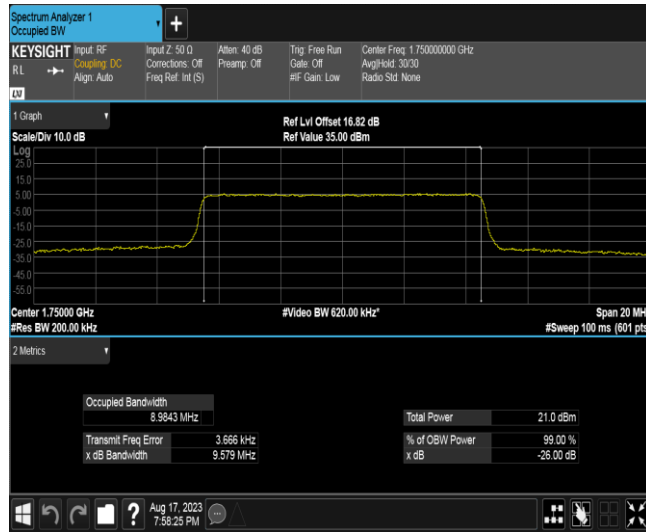 Spectrum Analyzer 1
Occupied BW
+
KEYSIGHT
RL
LXI
Input: RF
Coupling: DC
Align: Auto
Input Z: 50 Ω
Corrections: Off
Freq Ref: Int (S)
Atten: 40 dB
Preamp: Off
Trig: Free Run
Gate: Off
#IF Gain: Low
Center Freq: 1.750000000 GHz
Avg|Hold: 30/30
Radio Std: None
1 Graph
Scale/Div 10.0 dB
Ref Lvl Offset 16.82 dB
Ref Value 35.00 dBm
Log
25.0
15.0
5.00
-5.00
-15.0
-25.0
-35.0
-45.0
-55.0
Center 1.75000 GHz
#Res BW 200.00 kHz
#Video BW 620.00 kHz*
Span 20 MH
#Sweep 100 ms (601 pts
2 Metrics
Occupied Bandwidth
8.9843 MHz
Transmit Freq Error 3.666 kHz
x dB Bandwidth 9.579 MHz
Total Power 21.0 dBm
% of OBW Power 99.00 %
x dB -26.00 dB
?
Aug 17, 2023
7:58:25 PM